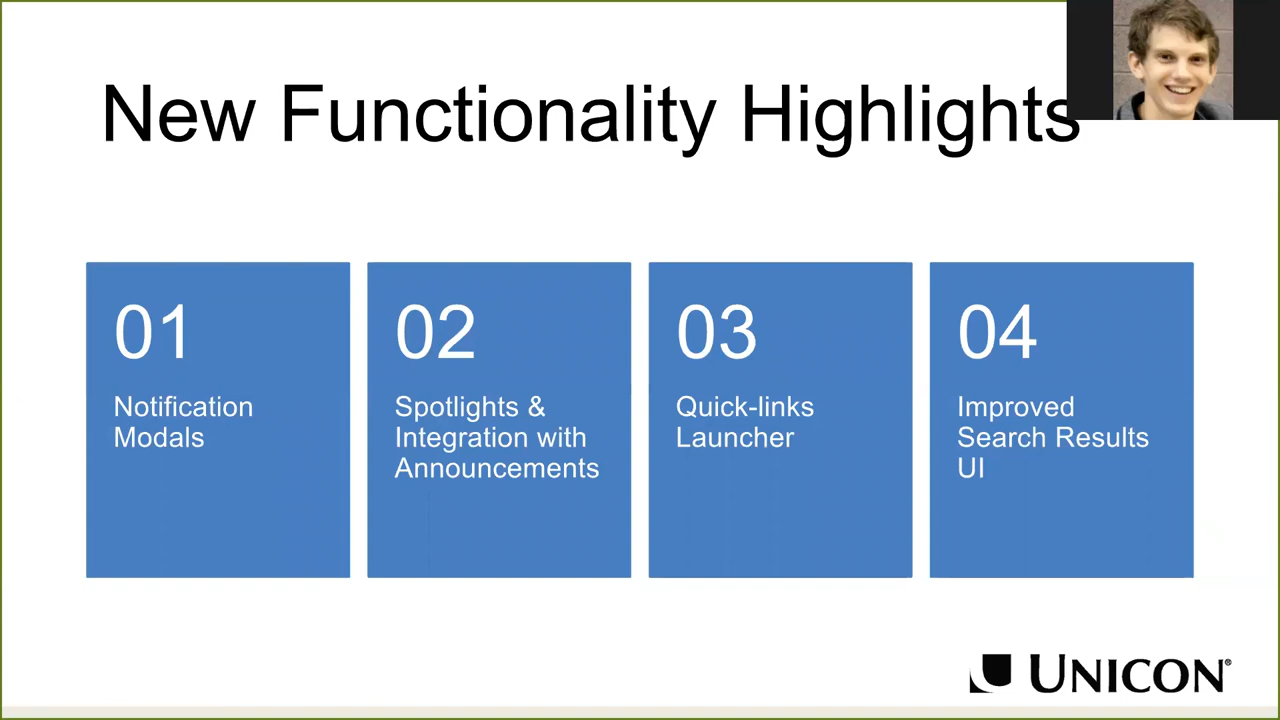 New Functionality Highlights
01
Notification
Modals
02
Spotlights &
Integration with
Announcements
03
Quick-links
Launcher
04
Improved
Search Results
UI
UNICON®